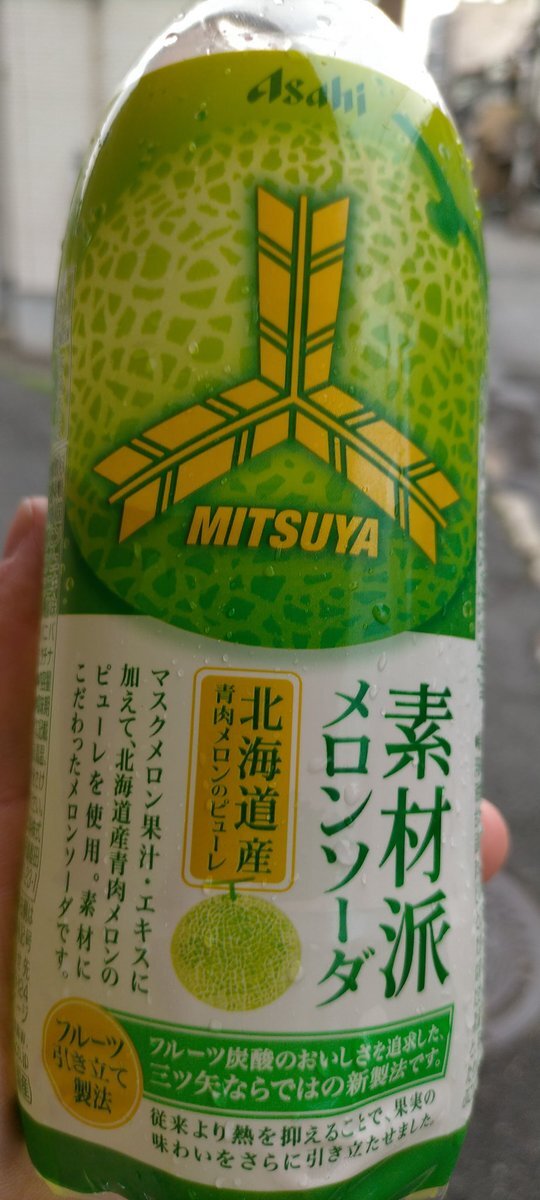 Asahi
MITSUYA
素材派
メロンソーダ
北海道産
青肉メロンのピューレ
マスクメロン果汁・エキスに
加えて、北海道産青肉メロンの
ピューレを使用。素材に
こだわったメロンソーダです。
フルーツ
引き立て
製法
フルーツ炭酸のおいしさを追求した、
三ツ矢ならではの新製法です。
従来より熱を抑えることで、果実の
味わいをさらに引き立たせました。